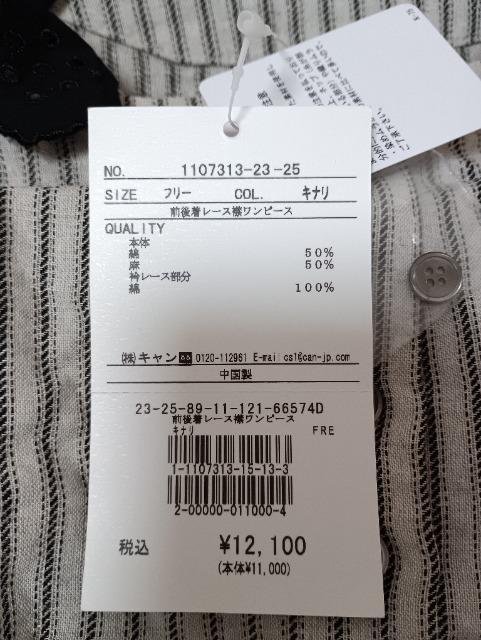 NO. 1107313-23-25
SIZE フリー COL. キナリ
前後着レース襟ワンピース
QUALITY
本体
綿 50%
麻 50%
衿レース部分
綿 100%
(株)キャン 0120-112961 E-mail cs1@can-jp.com
中国製
23-25-89-11-121-66574D
前後着レース襟ワンピース
キナリ FRE
1-1107313-15-13-3
2-00000-011000-4
税込 ¥12,100
(本体¥11,000)